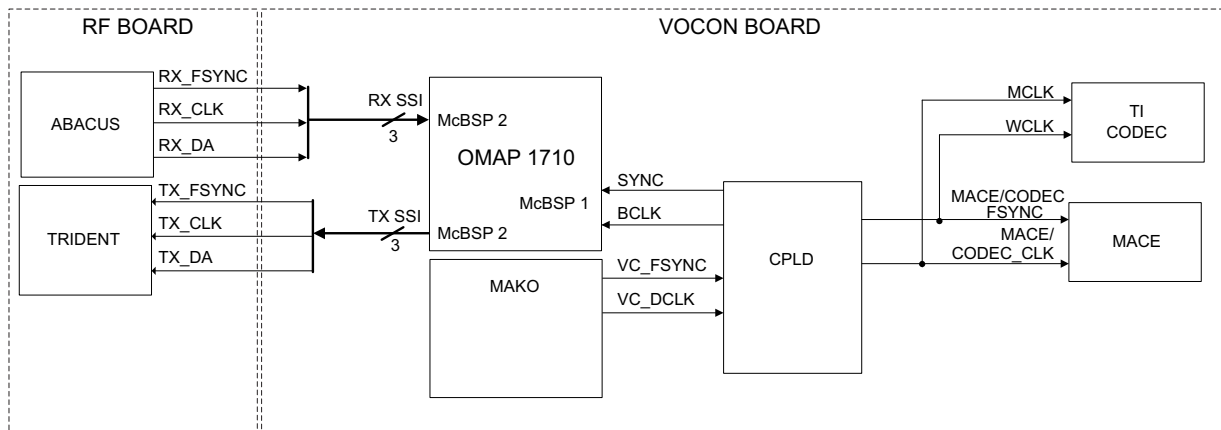 RF BOARD
VOCON BOARD
ABACUS
RX_FSYNC
RX_CLK
RX_DA
RX SSI
3
McBSP 2
OMAP 1710
McBSP 1
McBSP 2
TRIDENT
TX_FSYNC
TX_CLK
TX_DA
TX SSI
3
SYNC
BCLK
MAKO
VC_FSYNC
VC_DCLK
CPLD
MCLK
WCLK
TI
CODEC
MACE/CODEC
FSYNC
MACE/
CODEC_CLK
MACE